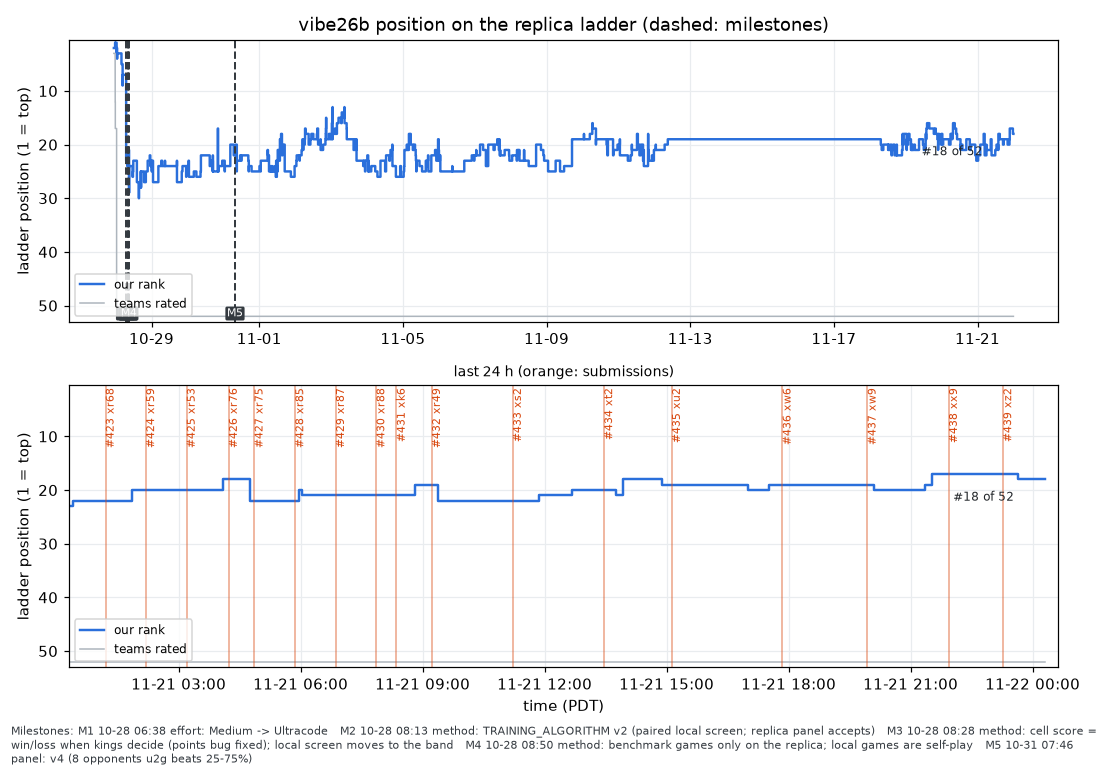 vibe26b position on the replica ladder (dashed: milestones)
ladder position (1 = top)
10
20
30
40
50
#18 of 52
our rank
teams rated
M4
M5
10-29
11-01
11-05
11-09
11-13
11-17
11-21
last 24 h (orange: submissions)
ladder position (1 = top)
10
20
30
40
50
#423 xr68
#424 xr59
#425 xr53
#426 xr76
#427 xr75
#428 xr85
#429 xr87
#430 xr88
#431 xk6
#432 xr49
#433 xs2
#434 xt2
#435 xu2
#436 xw6
#437 xw9
#438 xx9
#439 xz2
#18 of 52
our rank
teams rated
11-21 03:00
11-21 06:00
11-21 09:00
11-21 12:00
11-21 15:00
11-21 18:00
11-21 21:00
11-22 00:00
time (PDT)
Milestones: M1 10-28 06:38 effort: Medium -> Ultracode M2 10-28 08:13 method: TRAINING_ALGORITHM v2 (paired local screen; replica panel accepts) M3 10-28 08:28 method: cell score =
win/loss when kings decide (points bug fixed); local screen moves to the band M4 10-28 08:50 method: benchmark games only on the replica; local games are self-play M5 10-31 07:46
panel: v4 (8 opponents u2g beats 25-75%)